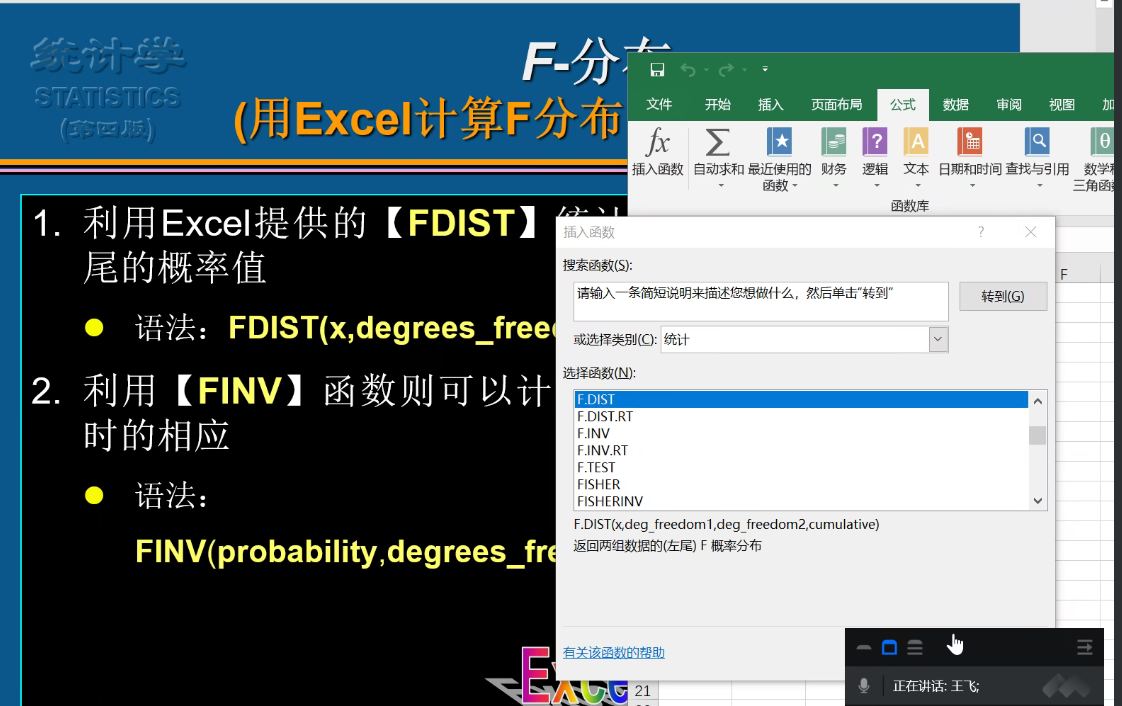 统计学
STATISTICS
(第四版)
F-分布
(用Excel计算F分布
1. 利用Excel提供的【FDIST】统计
尾的概率值
语法：FDIST(x,degrees_freed
2. 利用【FINV】函数则可以计
时的相应
语法：
FINV(probability,degrees_fre
Excel
文件 开始 插入 页面布局 公式 数据 审阅 视图 加
fx Σ ? A θ
插入函数 自动求和 最近使用的函数 财务 逻辑 文本 日期和时间 查找与引用 数学和三角函数
函数库
F
插入函数 ? ×
搜索函数(S):
请输入一条简短说明来描述您想做什么，然后单击“转到”
转到(G)
或选择类别(C): 统计
选择函数(N):
F.DIST
F.DIST.RT
F.INV
F.INV.RT
F.TEST
FISHER
FISHERINV
F.DIST(x,deg_freedom1,deg_freedom2,cumulative)
返回两组数据的(左尾) F 概率分布
有关该函数的帮助
21
正在讲话: 王飞;